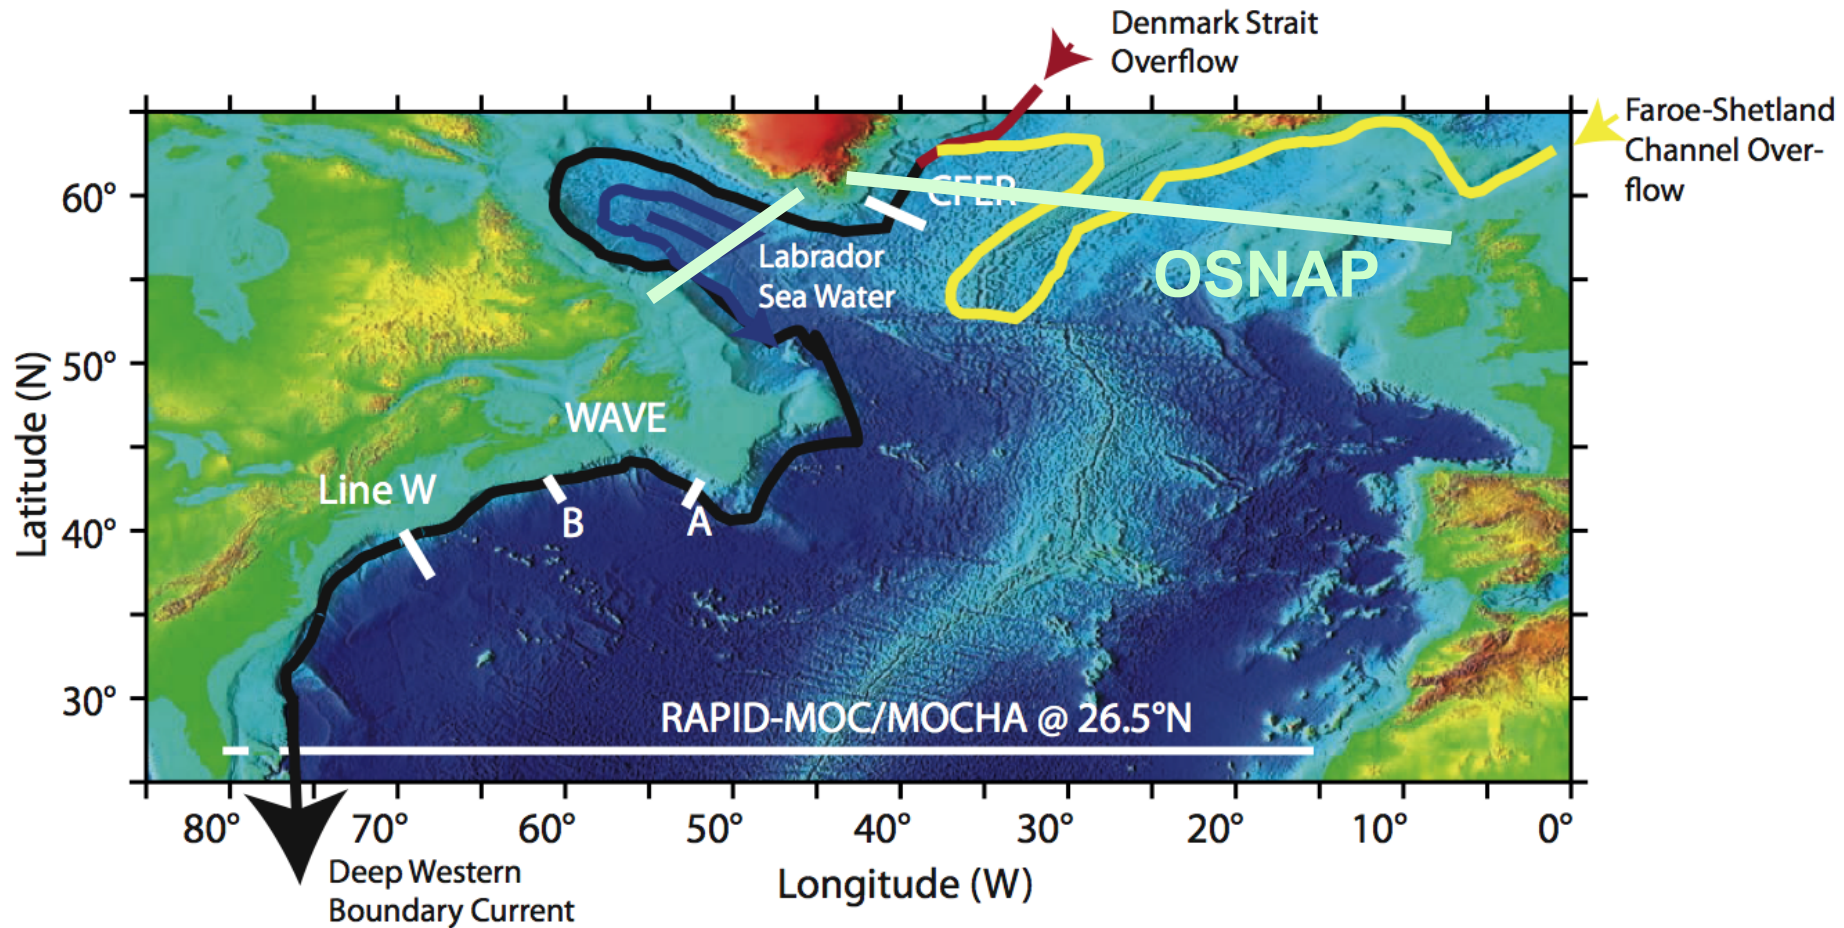 Denmark Strait
Overflow
Faroe-Shetland
Channel Over-
flow
60°
50°
40°
30°
Latitude (N)
CFER
Labrador
Sea Water
OSNAP
WAVE
Line W
B
A
RAPID-MOC/MOCHA @ 26.5°N
80° 70° 60° 50° 40° 30° 20° 10° 0°
Longitude (W)
Deep Western
Boundary Current